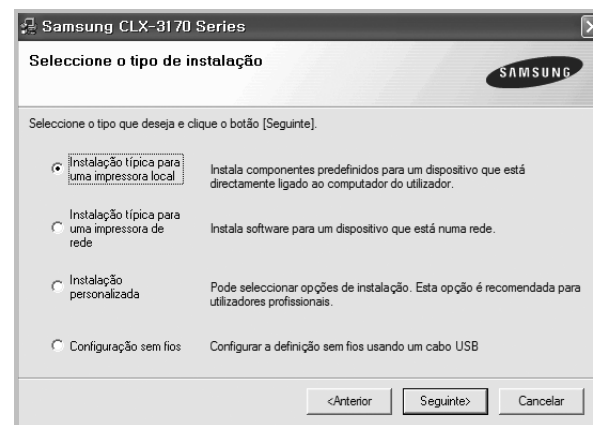 Samsung CLX-3170 Series
Seleccione o tipo de instalação
SAMSUNG
Seleccione o tipo que deseja e clique o botão [Seguinte].
Instalação típica para
uma impressora local
Instala componentes predefinidos para um dispositivo que está
directamente ligado ao computador do utilizador.
Instalação típica para
uma impressora de
rede
Instala software para um dispositivo que está numa rede.
Instalação
personalizada
Pode seleccionar opções de instalação. Esta opção é recomendada para
utilizadores profissionais.
Configuração sem fios
Configurar a definição sem fios usando um cabo USB
<Anterior
Seguinte>
Cancelar